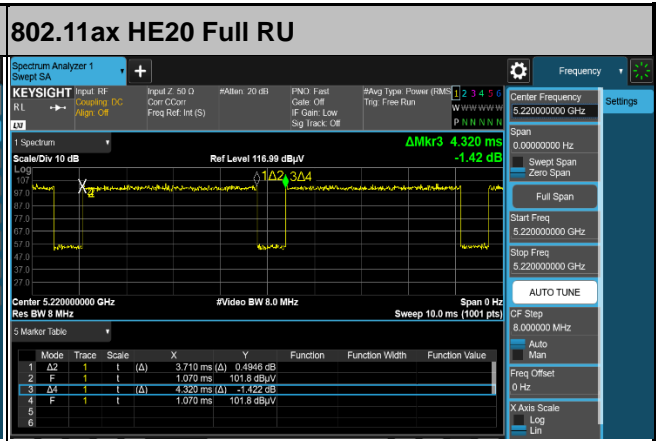 802.11ax HE20 Full RU
Spectrum Analyzer 1
Swept SA
+
Frequency
KEYSIGHT
RL
LXI
Input: RF
Coupling: DC
Align: Off
Input Z: 50 Ω
Corr CCorr
Freq Ref: Int (S)
#Atten: 20 dB
PNO: Fast
Gate: Off
IF Gain: Low
Sig Track: Off
#Avg Type: Power (RMS
Trig: Free Run
1 2 3 4 5 6
W W W W W W
P N N N N N
Center Frequency
5.220000000 GHz
Settings
Span
0.00000000 Hz
Swept Span
Zero Span
Full Span
Start Freq
5.220000000 GHz
Stop Freq
5.220000000 GHz
AUTO TUNE
CF Step
8.000000 MHz
Auto
Man
Freq Offset
0 Hz
X Axis Scale
Log
Lin
1 Spectrum
Scale/Div 10 dB
Ref Level 116.99 dBµV
ΔMkr3 4.320 ms
-1.42 dB
Log
107
97.0
87.0
77.0
67.0
57.0
47.0
37.0
27.0
1Δ2 3Δ4
Center 5.220000000 GHz
Res BW 8 MHz
#Video BW 8.0 MHz
Span 0 Hz
Sweep 10.0 ms (1001 pts)
5 Marker Table
Mode Trace Scale X Y Function Function Width Function Value
1 Δ2 1 t (Δ) 3.710 ms (Δ) 0.4946 dB
2 F 1 t 1.070 ms 101.8 dBµV
3 Δ4 1 t (Δ) 4.320 ms (Δ) -1.422 dB
4 F 1 t 1.070 ms 101.8 dBµV
5
6